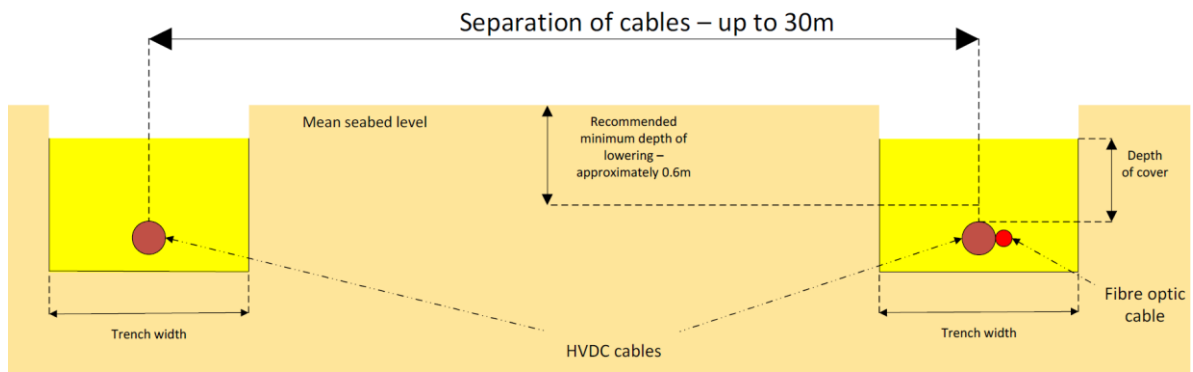 Separation of cables – up to 30m
Mean seabed level
Recommended
minimum depth of
lowering –
approximately 0.6m
Depth
of cover
Trench width
HVDC cables
Trench width
Fibre optic
cable